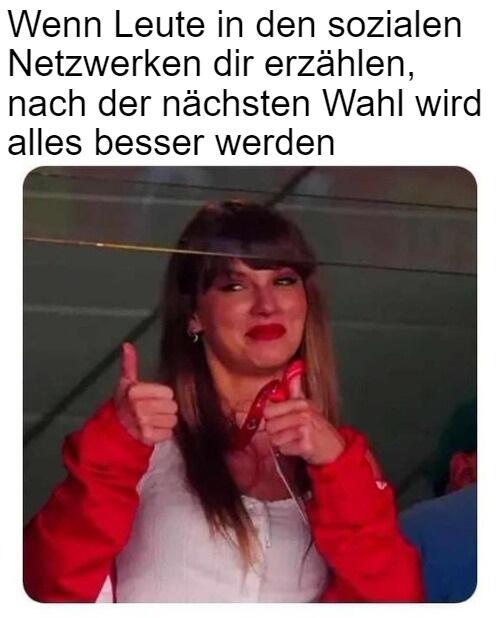 Wenn Leute in den sozialen
Netzwerken dir erzählen,
nach der nächsten Wahl wird
alles besser werden